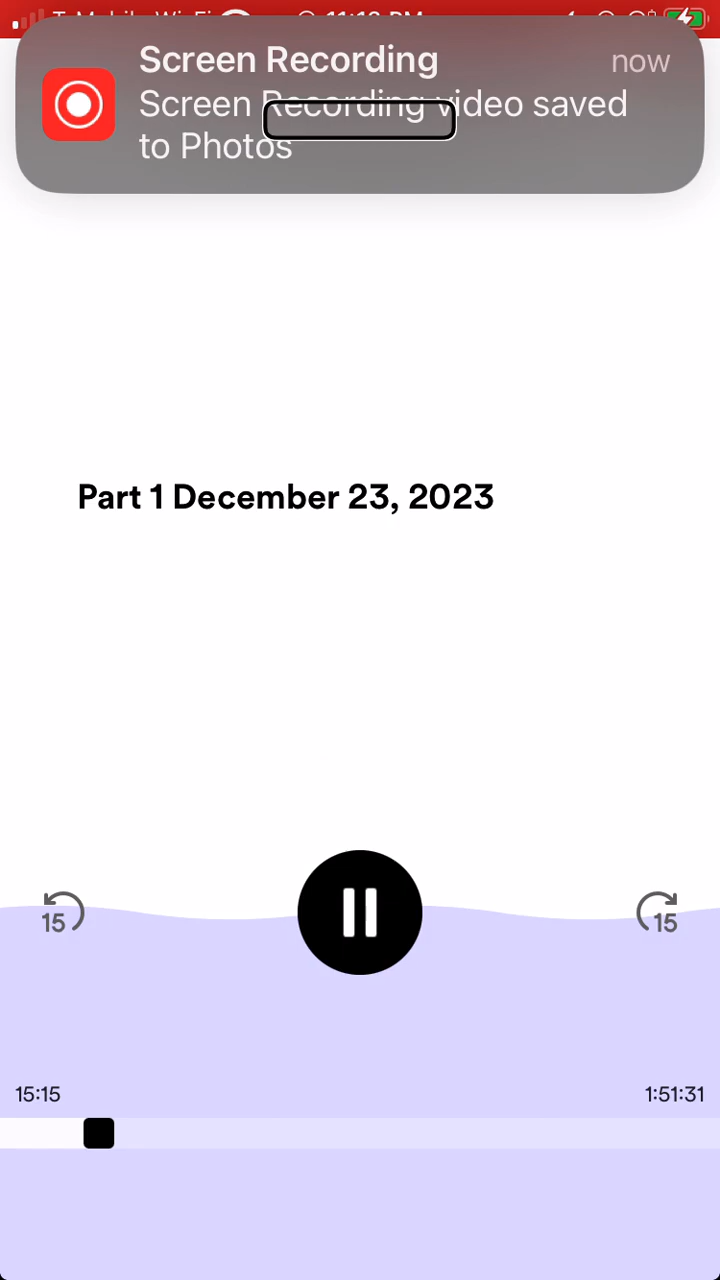 Screen Recording
now
Screen Recording video saved
to Photos
Part 1 December 23, 2023
15
15
15:15
1:51:31